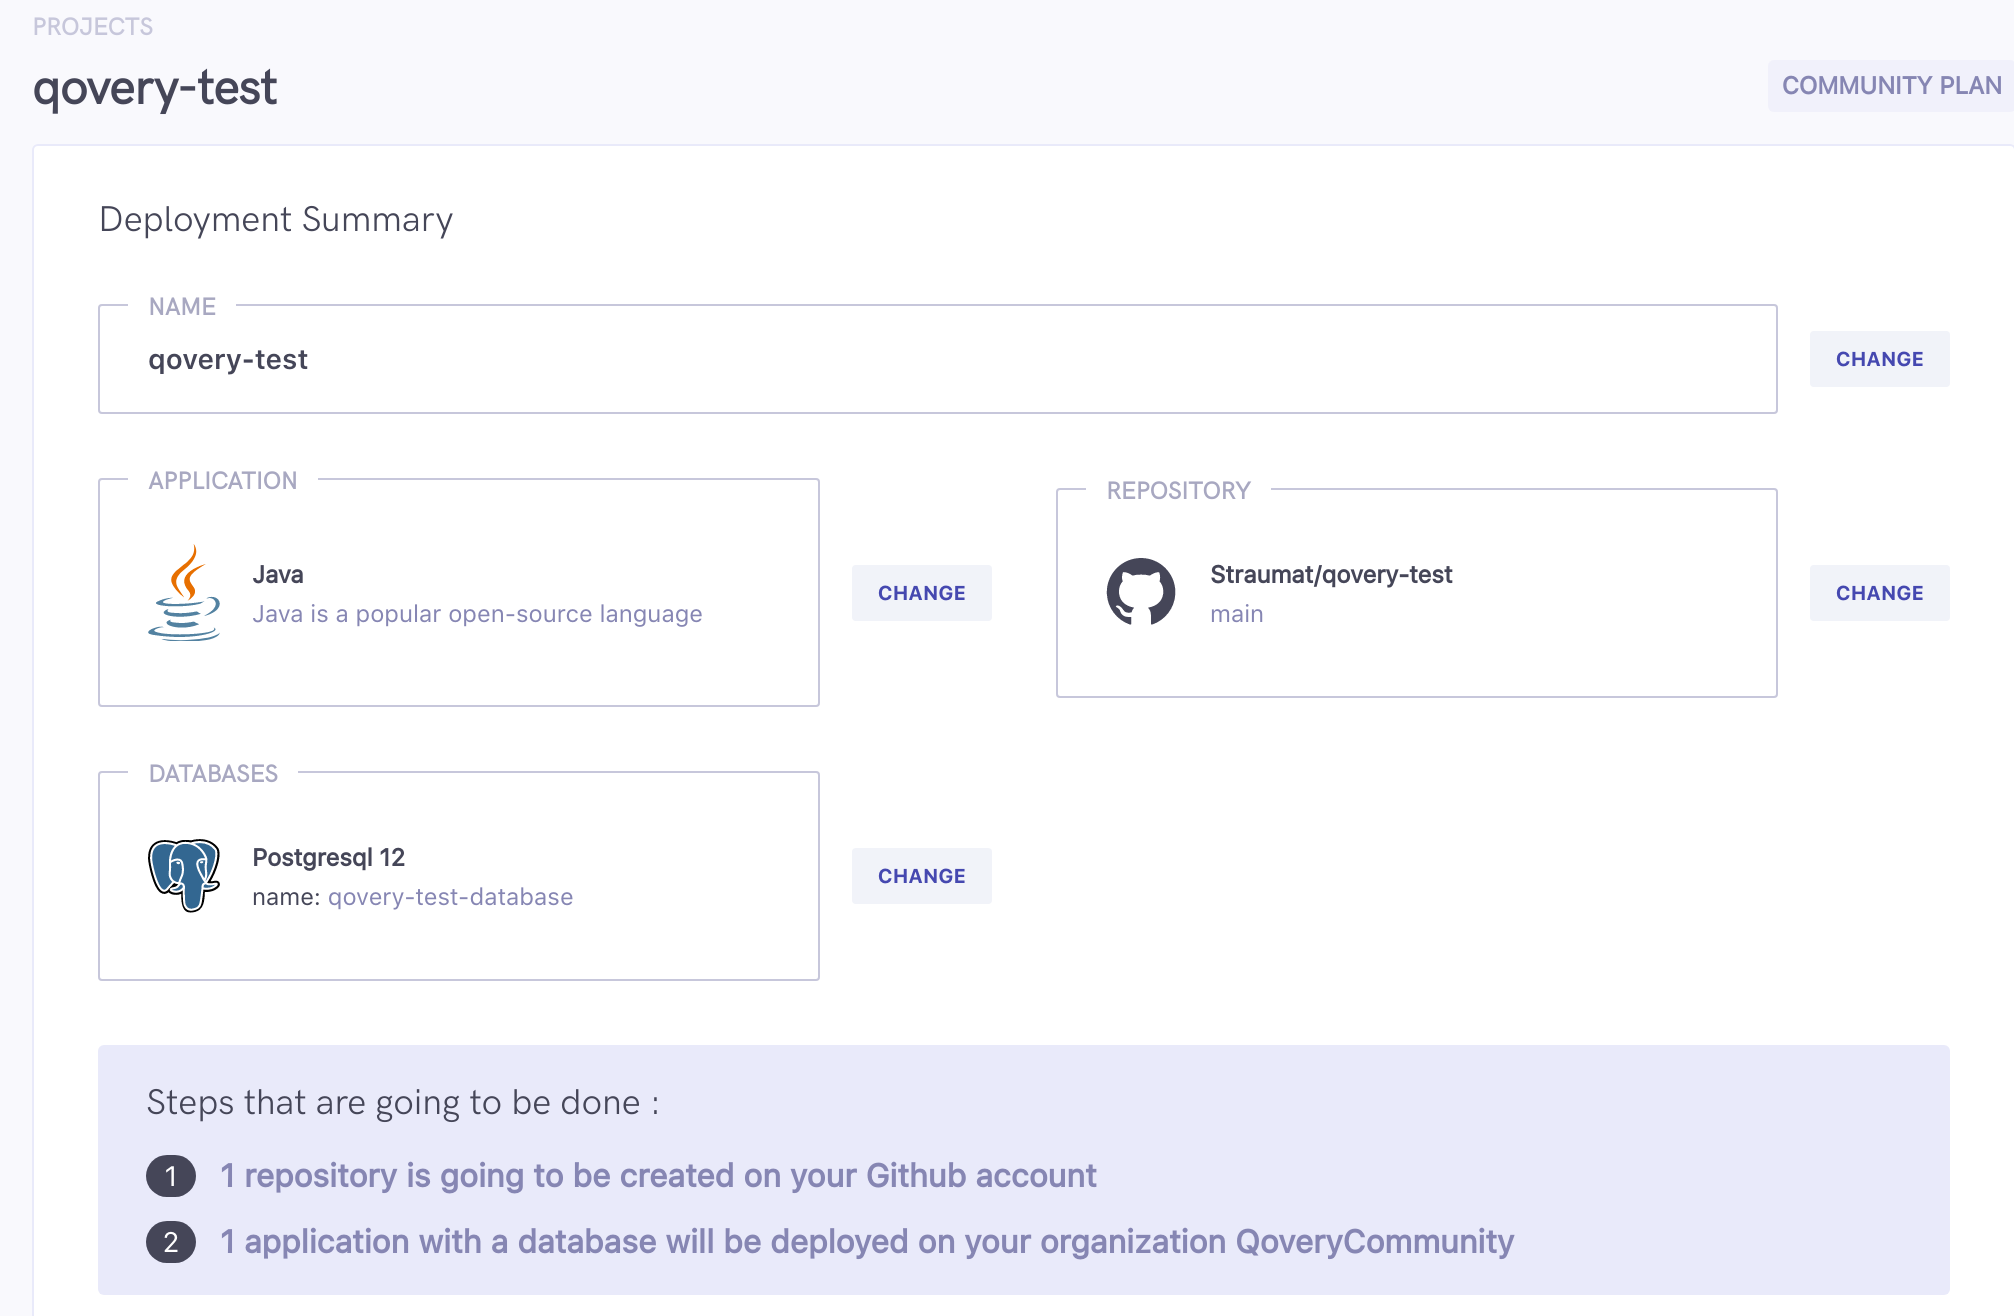 PROJECTS
qovery-test
COMMUNITY PLAN
Deployment Summary
NAME
qovery-test
CHANGE
APPLICATION
Java
Java is a popular open-source language
CHANGE
REPOSITORY
Straumat/qovery-test
main
CHANGE
DATABASES
Postgresql 12
name: qovery-test-database
CHANGE
Steps that are going to be done :
1 1 repository is going to be created on your Github account
2 1 application with a database will be deployed on your organization QoveryCommunity